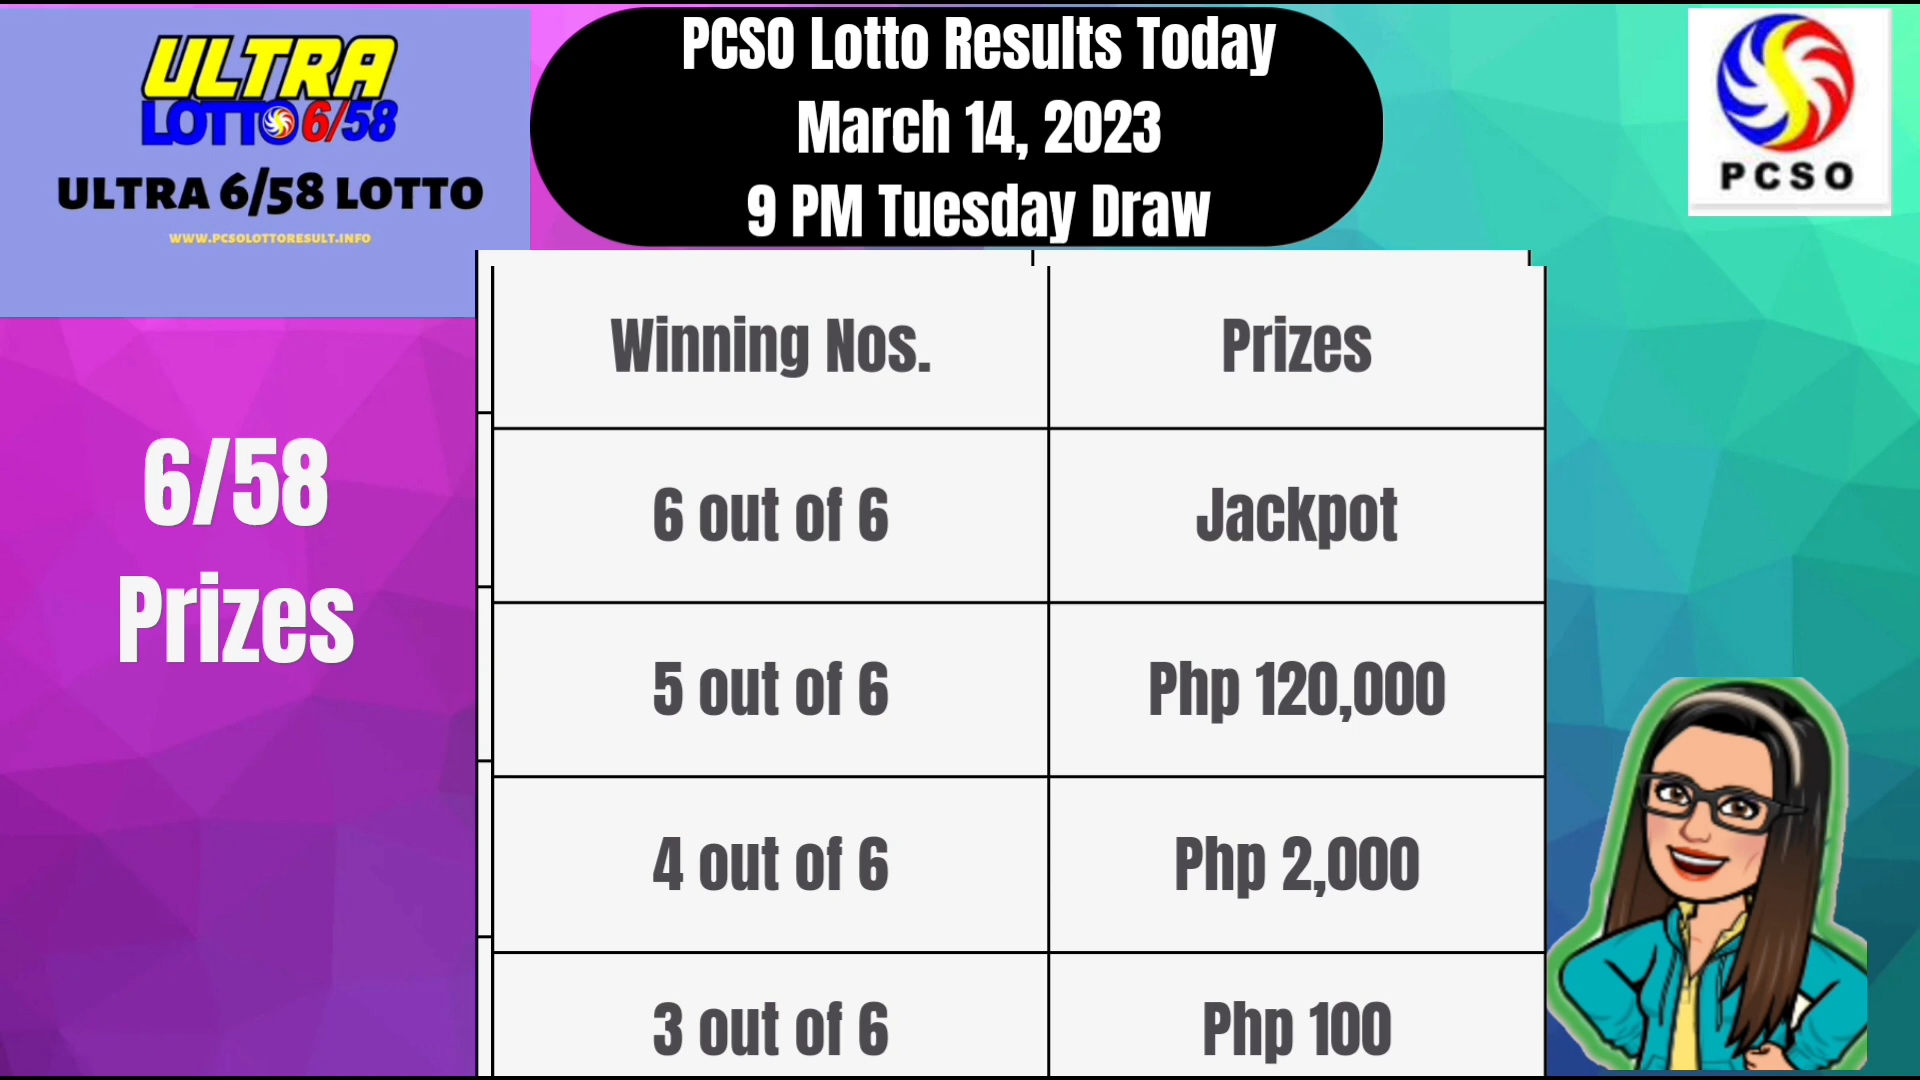 ULTRA
LOTTO 6/58
ULTRA 6/58 LOTTO
WWW.PCSOLOTTORESULT.INFO
PCSO Lotto Results Today
March 14, 2023
9 PM Tuesday Draw
PCSO
6/58
Prizes
Winning Nos. Prizes
6 out of 6 Jackpot
5 out of 6 Php 120,000
4 out of 6 Php 2,000
3 out of 6 Php 100